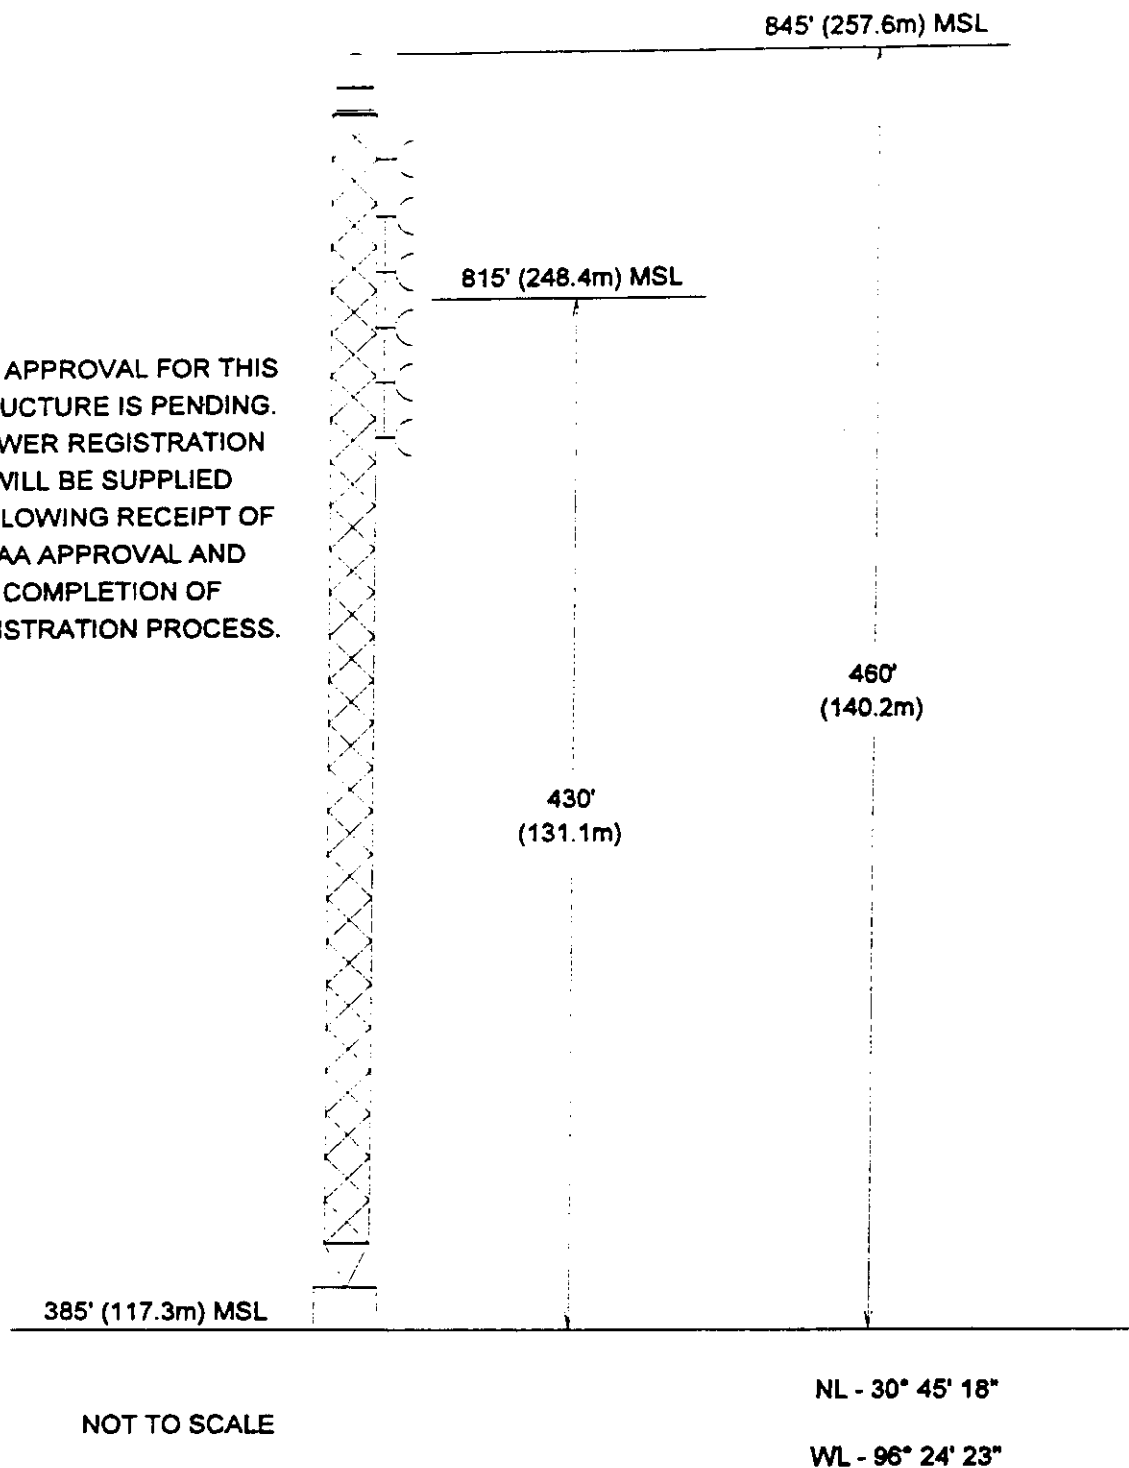 845' (257.6m) MSL
815' (248.4m) MSL
APPROVAL FOR THIS
UCTURE IS PENDING.
WER REGISTRATION
WILL BE SUPPLIED
LOWING RECEIPT OF
AA APPROVAL AND
COMPLETION OF
ISTRATION PROCESS.
460'
(140.2m)
430'
(131.1m)
385' (117.3m) MSL
NL - 30° 45' 18"
NOT TO SCALE
WL - 96° 24' 23"